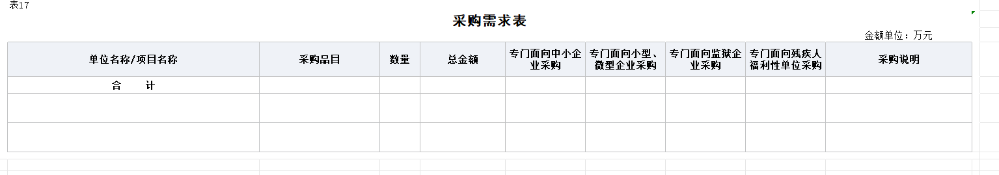 表17
采购需求表
金额单位：万元
单位名称/项目名称
采购品目
数量
总金额
专门面向中小企
业采购
专门面向小型、
微型企业采购
专门面向监狱企
业采购
专门面向残疾人
福利性单位采购
采购说明
合 计